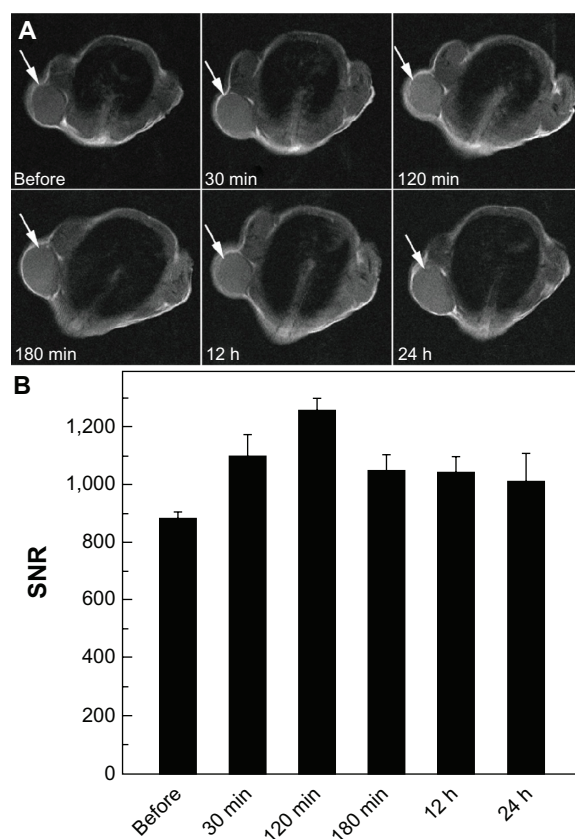 A
Before
30 min
120 min
180 min
12 h
24 h
B
SNR
1,200
1,000
800
600
400
200
0
Before
30 min
120 min
180 min
12 h
24 h